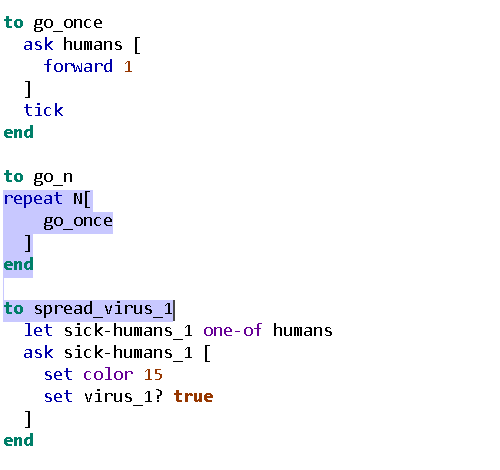 to go_once
  ask humans [
    forward 1
  ]
  tick
end

to go_n
repeat N[
    go_once
  ]
end

to spread_virus_1
  let sick-humans_1 one-of humans
  ask sick-humans_1 [
    set color 15
    set virus_1? true
  ]
end